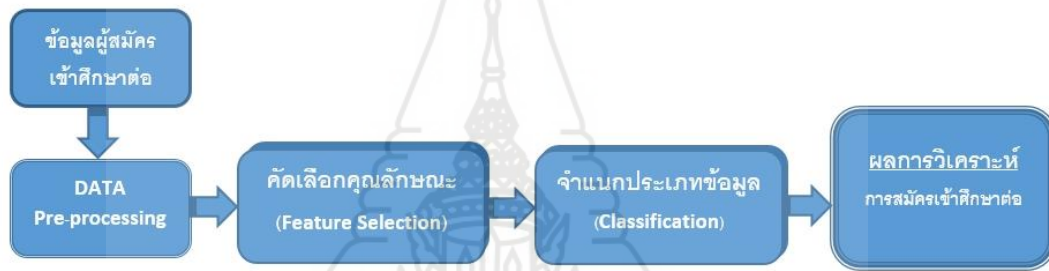 ข้อมูลผู้สมัคร
เข้าศึกษาต่อ
DATA
Pre-processing
คัดเลือกคุณลักษณะ
(Feature Selection)
จำแนกประเภทข้อมูล
(Classification)
ผลการวิเคราะห์
การสมัครเข้าศึกษาต่อ